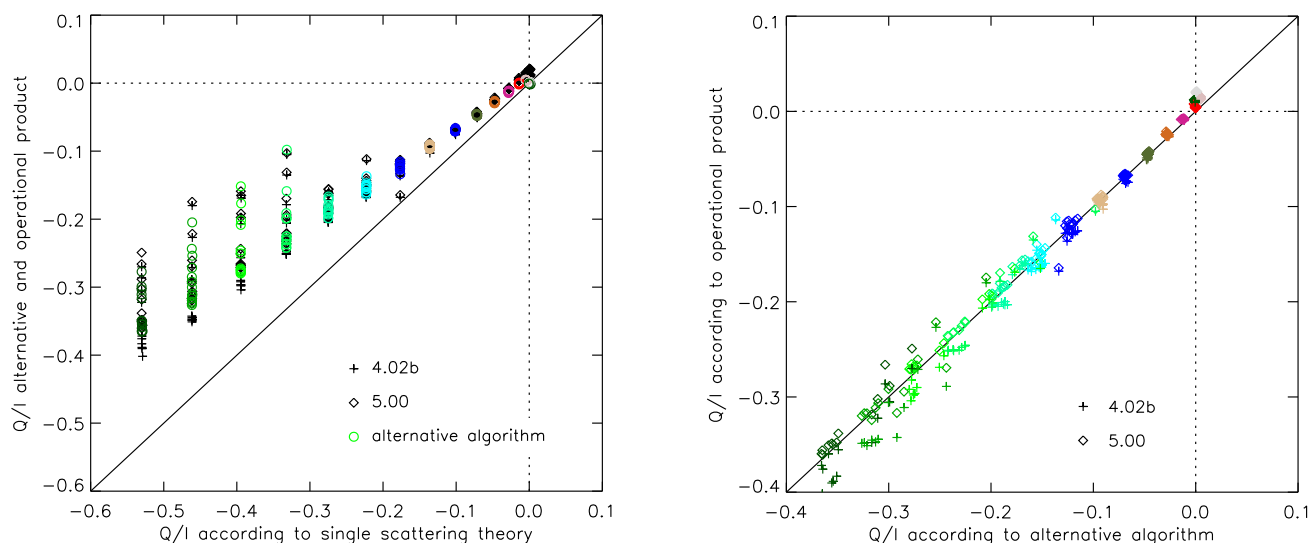 0.1
0.0
-0.1
-0.2
-0.3
-0.4
-0.5
-0.6
Q/I alternative and operational product
+ 4.02b
◇ 5.00
○ alternative algorithm
-0.6 -0.5 -0.4 -0.3 -0.2 -0.1 0.0 0.1
Q/I according to single scattering theory
0.1
0.0
-0.1
-0.2
-0.3
-0.4
Q/I according to operational product
+ 4.02b
◇ 5.00
-0.4 -0.3 -0.2 -0.1 0.0 0.1
Q/I according to alternative algorithm